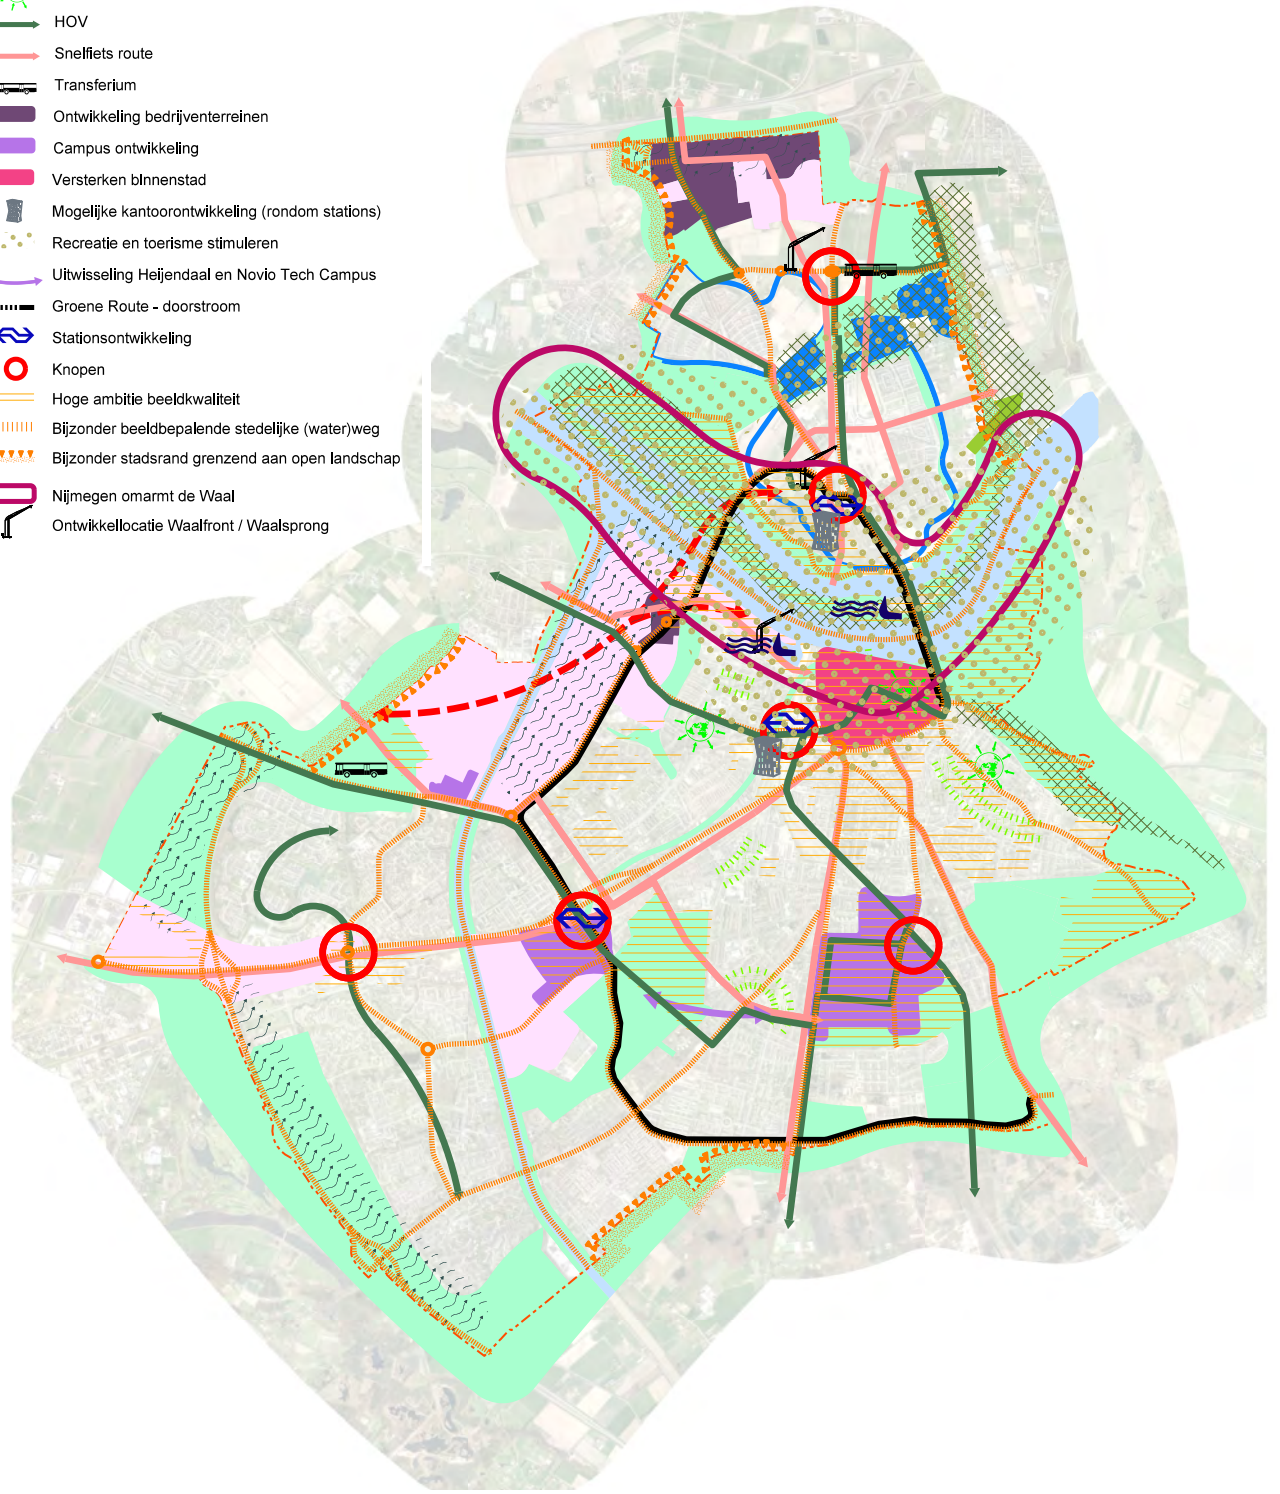 HOV
Snelfiets route
Transferium
Ontwikkeling bedrijventerreinen
Campus ontwikkeling
Versterken binnenstad
Mogelijke kantoorontwikkeling (rondom stations)
Recreatie en toerisme stimuleren
Uitwisseling Heijendaal en Novio Tech Campus
Groene Route - doorstroom
Stationsontwikkeling
Knopen
Hoge ambitie beeldkwaliteit
Bijzonder beeldbepalende stedelijke (water)weg
Bijzonder stadsrand grenzend aan open landschap
Nijmegen omarmt de Waal
Ontwikkellocatie Waalfront / Waalsprong